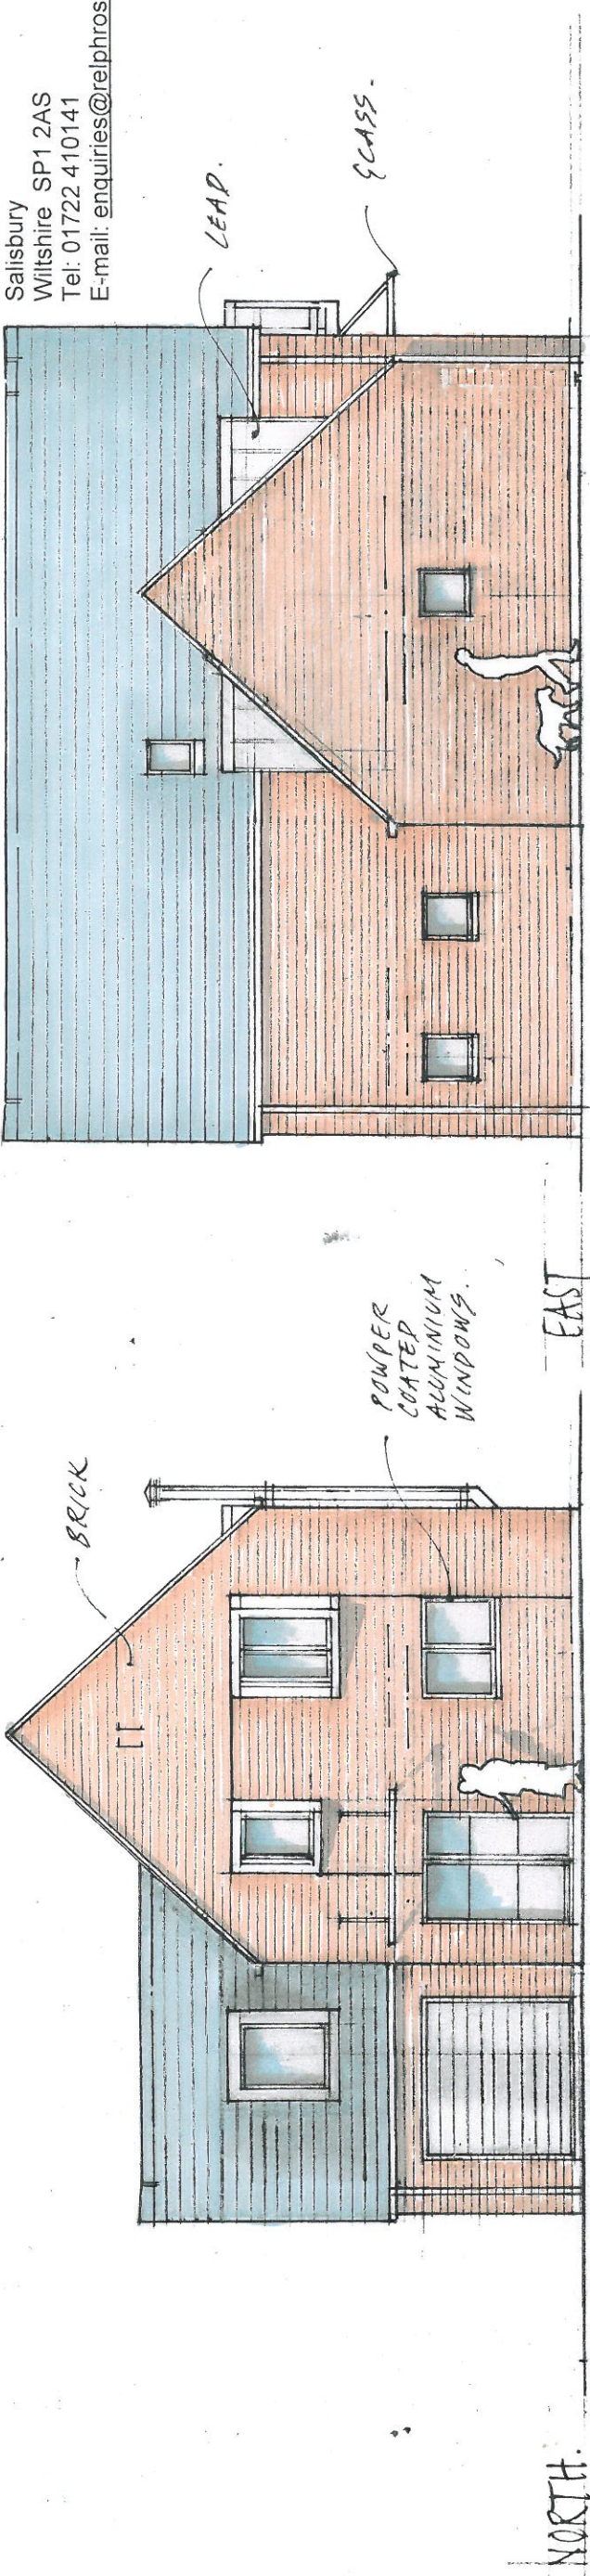 Salisbury
Wiltshire SP1 2AS
Tel: 01722 410141
E-mail: enquiries@relphros
LEAD.
GLASS.
BRICK
POWDER
COATED
ALUMINIUM
WINDOWS.
NORTH.
EAST